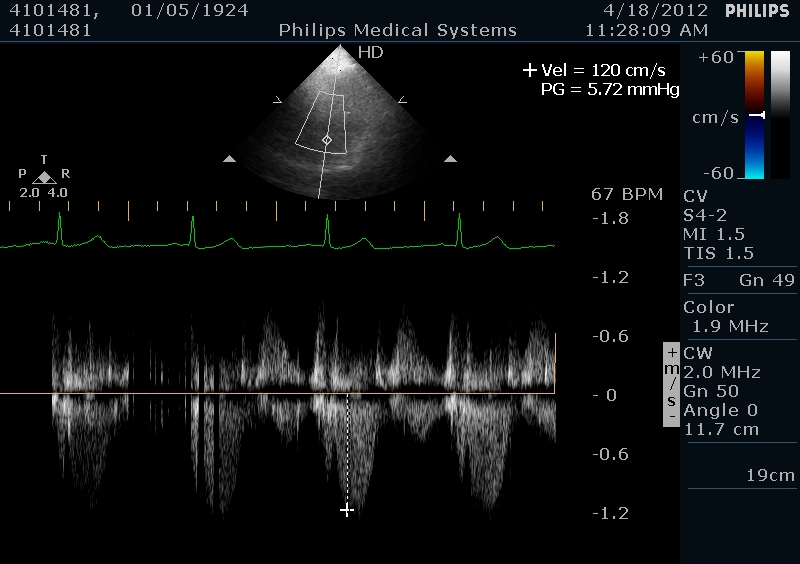 4101481,    01/05/1924    4/18/2012 PHILIPS
4101481    Philips Medical Systems    11:28:09 AM
HD
+60
Vel = 120 cm/s
PG = 5.72 mmHg
cm/s
T
P R
-60
2.0 4.0
67 BPM
CV
S4-2
MI 1.5
TIS 1.5
F3 Gn 49
Color
1.9 MHz
CW
2.0 MHz
Gn 50
Angle 0
11.7 cm
19cm
-1.8
-1.2
-0.6
- 0
-0.6
-1.2
+
m
/
s
-